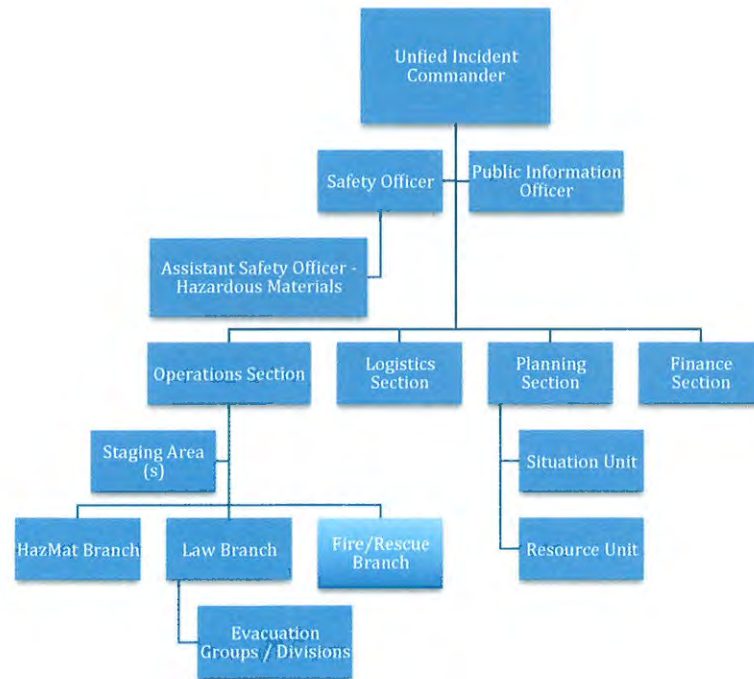 Unfied Incident
Commander
Safety Officer
Public Information
Officer
Assistant Safety Officer -
Hazardous Materials
Operations Section
Logistics
Section
Planning
Section
Finance
Section
Staging Area
(s)
Situation Unit
HazMat Branch
Law Branch
Fire/Rescue
Branch
Resource Unit
Evacuation
Groups / Divisions